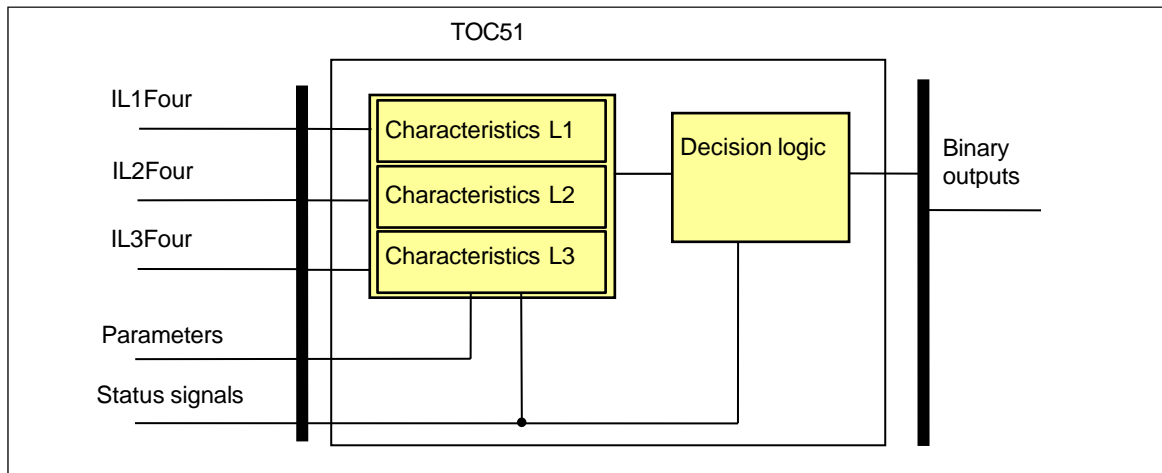 TOC51
IL1Four
IL2Four
IL3Four
Parameters
Status signals
Characteristics L1
Characteristics L2
Characteristics L3
Decision logic
Binary
outputs